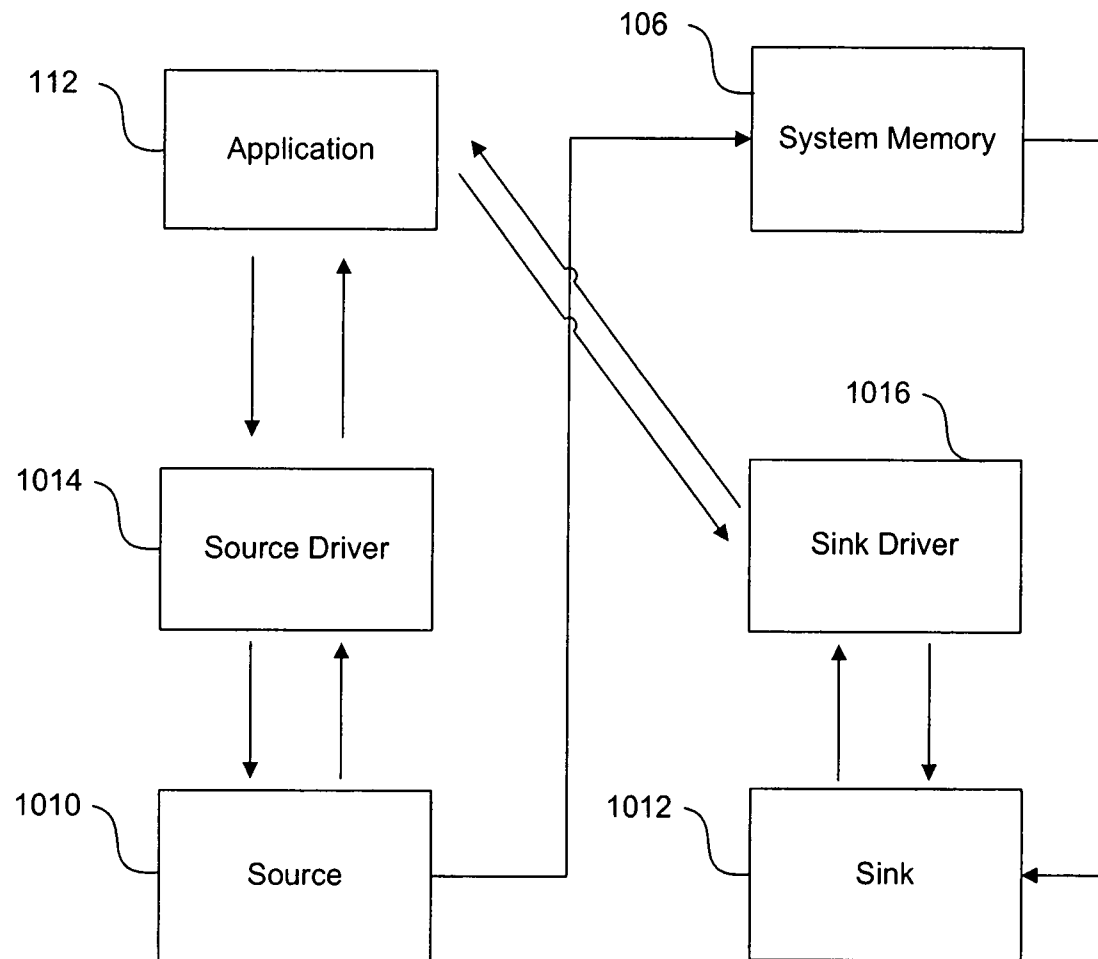 106
112
Application
System Memory
1016
1014
Source Driver
Sink Driver
1010
1012
Source
Sink